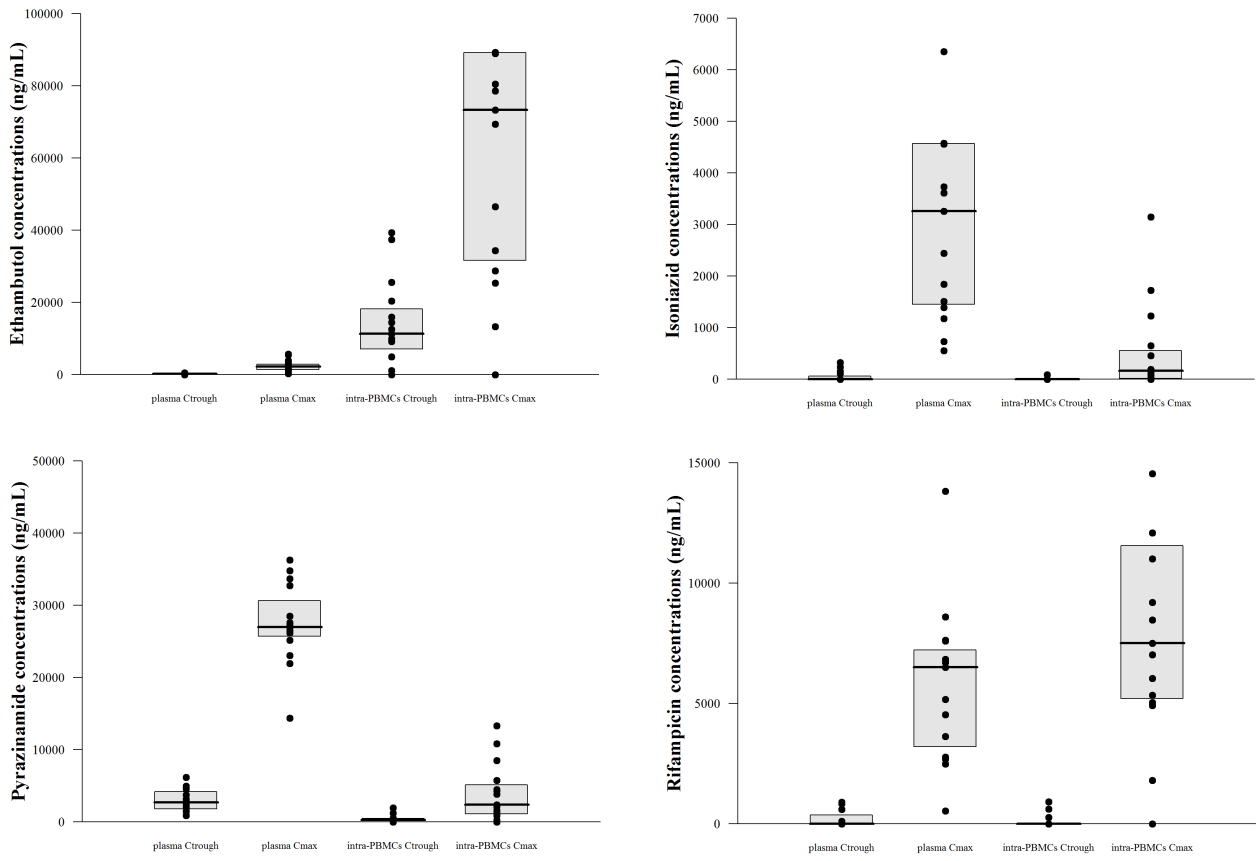 Ethambutol concentrations (ng/mL)
100000
80000
60000
40000
20000
0
plasma Ctrough
plasma Cmax
intra-PBMCs Ctrough
intra-PBMCs Cmax
Isoniazid concentrations (ng/mL)
7000
6000
5000
4000
3000
2000
1000
0
plasma Ctrough
plasma Cmax
intra-PBMCs Ctrough
intra-PBMCs Cmax
Pyrazinamide concentrations (ng/mL)
50000
40000
30000
20000
10000
0
plasma Ctrough
plasma Cmax
intra-PBMCs Ctrough
intra-PBMCs Cmax
Rifampicin concentrations (ng/mL)
15000
10000
5000
0
plasma Ctrough
plasma Cmax
intra-PBMCs Ctrough
intra-PBMCs Cmax